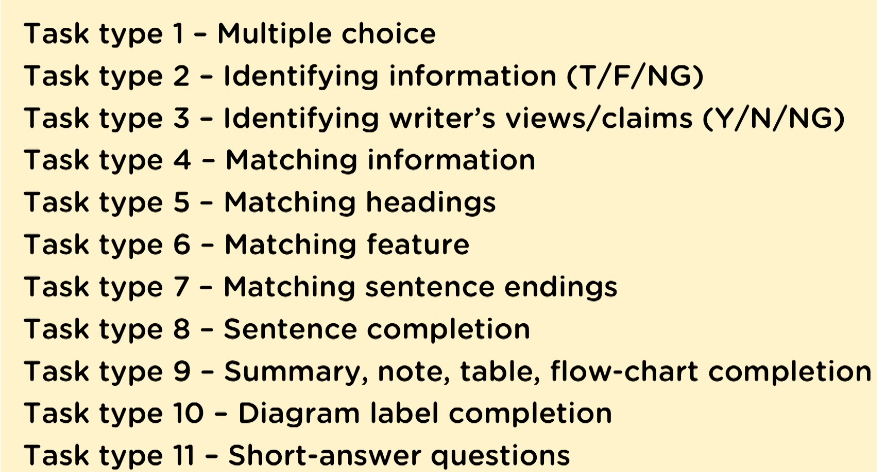 Task type 1 – Multiple choice
Task type 2 – Identifying information (T/F/NG)
Task type 3 – Identifying writer’s views/claims (Y/N/NG)
Task type 4 – Matching information
Task type 5 – Matching headings
Task type 6 – Matching feature
Task type 7 – Matching sentence endings
Task type 8 – Sentence completion
Task type 9 – Summary, note, table, flow-chart completion
Task type 10 – Diagram label completion
Task type 11 – Short-answer questions